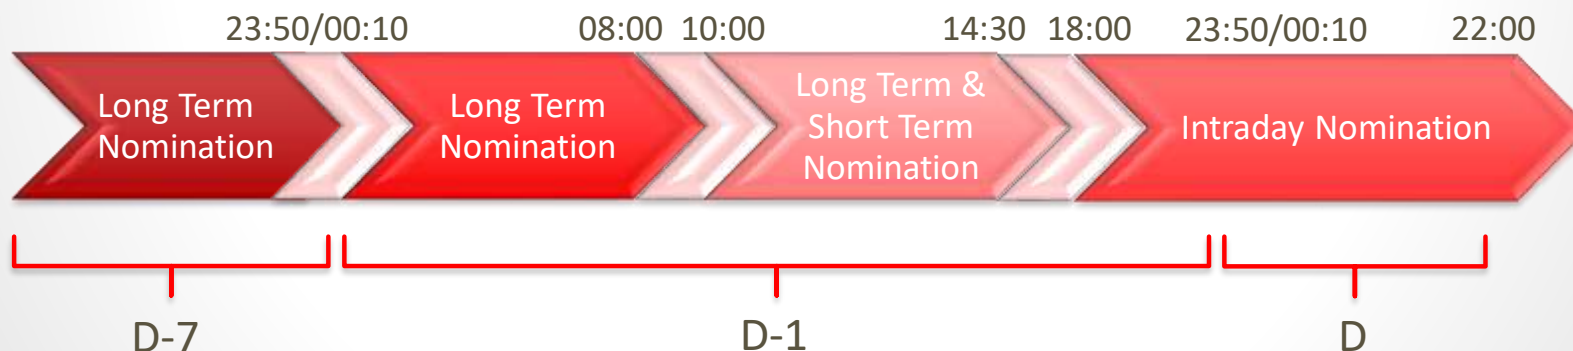 23:50/00:10 08:00 10:00 14:30 18:00 23:50/00:10 22:00
Long Term
Nomination
Long Term
Nomination
Long Term &
Short Term
Nomination
Intraday Nomination
D-7 D-1 D